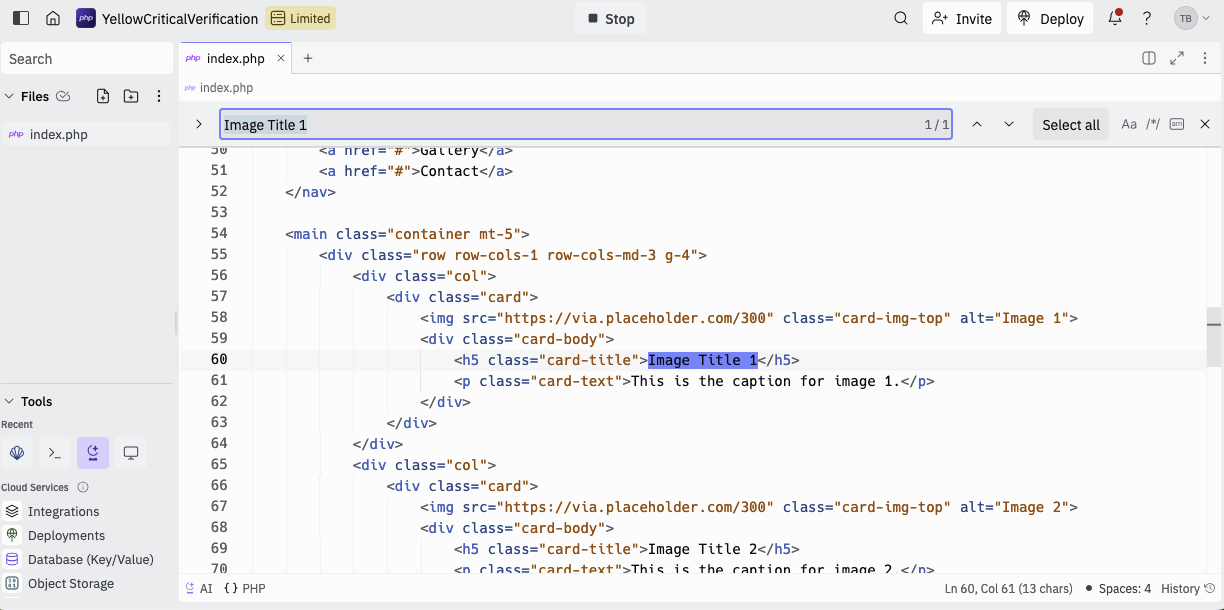 php YellowCriticalVerification Limited Stop Invite Deploy ? TB
Search
php index.php × +
Files
php index.php
php index.php
Image Title 1 1/1 Select all Aa /*/ am
50 <a href="#">Gallery</a>
51 <a href="#">Contact</a>
52 </nav>
53
54 <main class="container mt-5">
55 <div class="row row-cols-1 row-cols-md-3 g-4">
56 <div class="col">
57 <div class="card">
58 <img src="https://via.placeholder.com/300" class="card-img-top" alt="Image 1">
59 <div class="card-body">
60 <h5 class="card-title">Image Title 1</h5>
61 <p class="card-text">This is the caption for image 1.</p>
62 </div>
63 </div>
64 </div>
65 <div class="col">
66 <div class="card">
67 <img src="https://via.placeholder.com/300" class="card-img-top" alt="Image 2">
68 <div class="card-body">
69 <h5 class="card-title">Image Title 2</h5>
70 <p class="card-text">This is the caption for image 2.</p>
Tools
Recent
Cloud Services
Integrations
Deployments
Database (Key/Value)
Object Storage
AI {} PHP Ln 60, Col 61 (13 chars) Spaces: 4 History